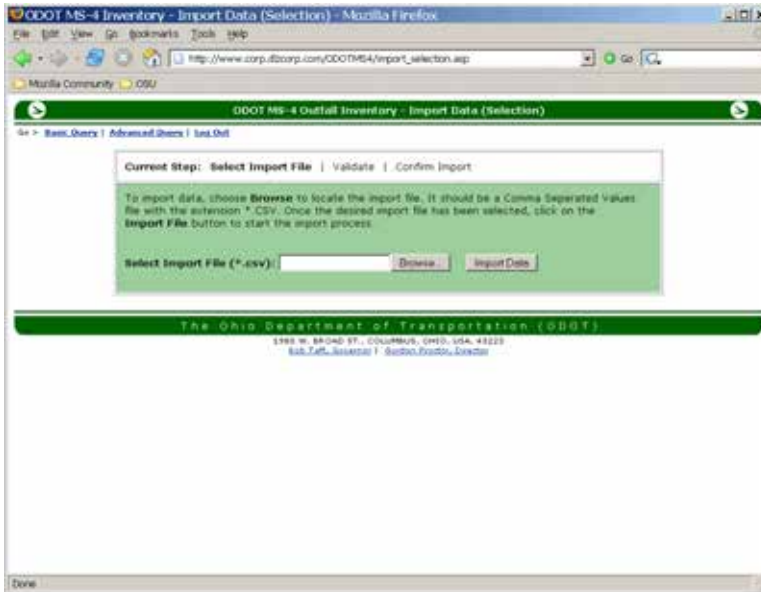 ODOT MS-4 Inventory - Import Data (Selection) - Mozilla Firefox
File Edit View Go Bookmarks Tools Help
http://www.corp.dlzcorp.com/ODOTMS4/import_selection.asp Go
Mozilla Community OSU
ODOT MS-4 Outfall Inventory - Import Data (Selection)
Go > Basic Query | Advanced Query | Log Out
Current Step: Select Import File | Validate | Confirm Import
To import data, choose Browse to locate the import file. It should be a Comma Seperated Values
file with the extension *.CSV. Once the desired import file has been selected, click on the
Import File button to start the import process.
Select Import File (*.csv): Browse... Import Data
The Ohio Department of Transportation (ODOT)
1980 W. BROAD ST., COLUMBUS, OHIO, USA, 43223
Bob Taft, Governor | Gordon Proctor, Director
Done